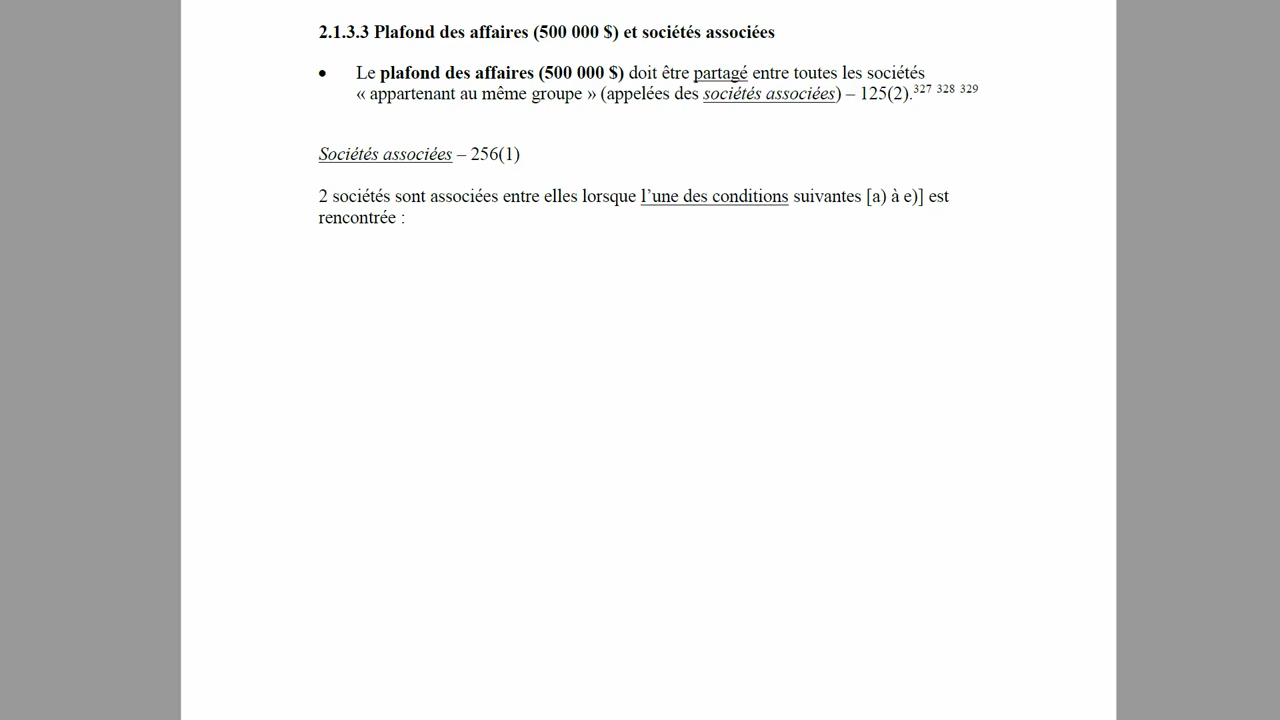 2.1.3.3 Plafond des affaires (500 000 $) et sociétés associées
• Le plafond des affaires (500 000 $) doit être partagé entre toutes les sociétés
« appartenant au même groupe » (appelées des sociétés associées) – 125(2).327 328 329
Sociétés associées – 256(1)
2 sociétés sont associées entre elles lorsque l’une des conditions suivantes [a) à e)] est
rencontrée :